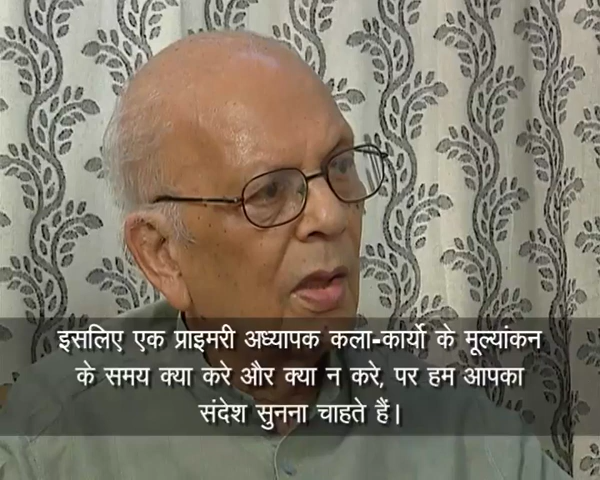 इसलिए एक प्राइमरी अध्यापक कला-कार्यो के मूल्यांकन
के समय क्या करे और क्या न करे, पर हम आपका
संदेश सुनना चाहते हैं।